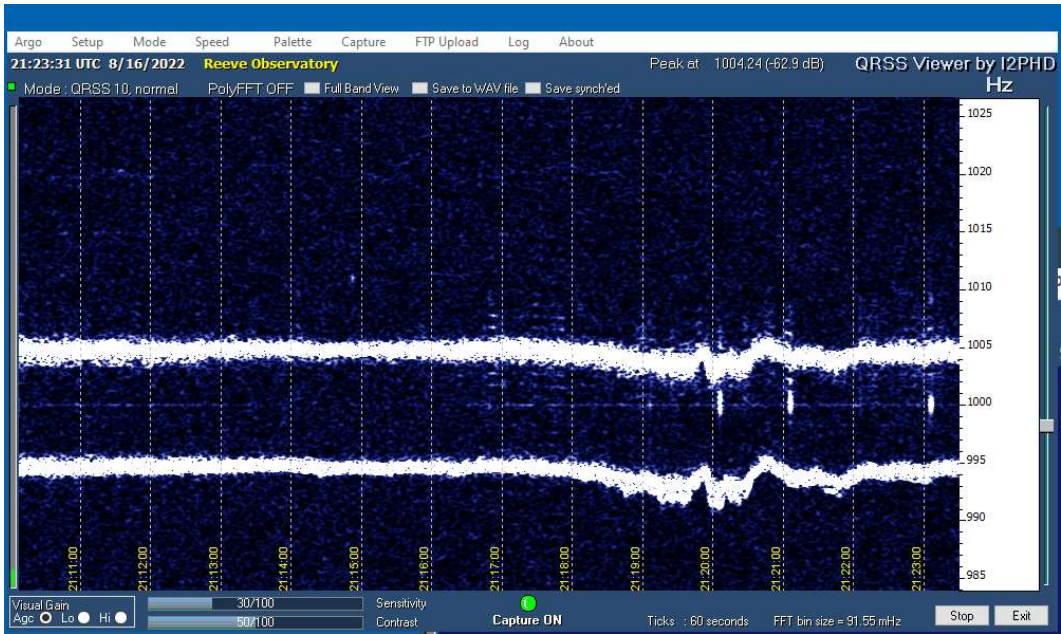 Argo Setup Mode Speed Palette Capture FTP Upload Log About
21:23:31 UTC 8/16/2022 Reeve Observatory Peak at 1004.24 (-62.9 dB) QRSS Viewer by I2PHD
Mode : QRSS 10, normal PolyFFT OFF Full Band View Save to WAV file Save synch'ed Hz
1025
1020
1015
1010
1005
1000
995
990
985
21:11:00 21:12:00 21:13:00 21:14:00 21:15:00 21:16:00 21:17:00 21:18:00 21:19:00 21:20:00 21:21:00 21:22:00 21:23:00
Visual Gain 30/100 Sensitivity
Agc Lo Hi 50/100 Contrast Capture ON Ticks : 60 seconds FFT bin size = 91.55 mHz Stop Exit